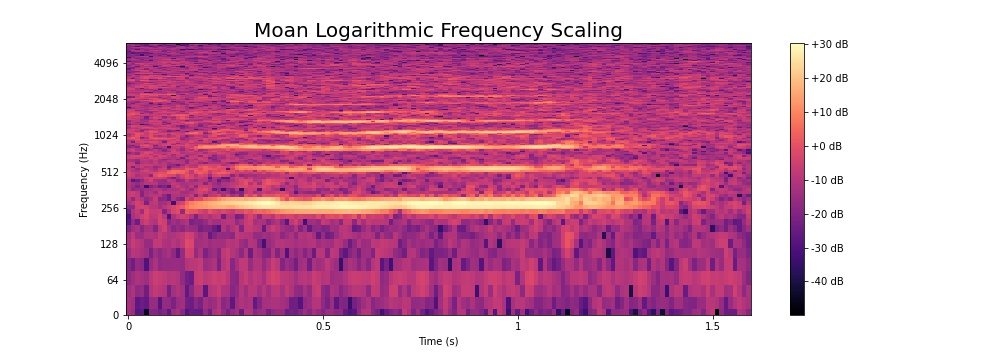 Moan Logarithmic Frequency Scaling
Frequency (Hz)
4096
2048
1024
512
256
128
64
0
0
0.5
1
1.5
Time (s)
+30 dB
+20 dB
+10 dB
+0 dB
-10 dB
-20 dB
-30 dB
-40 dB